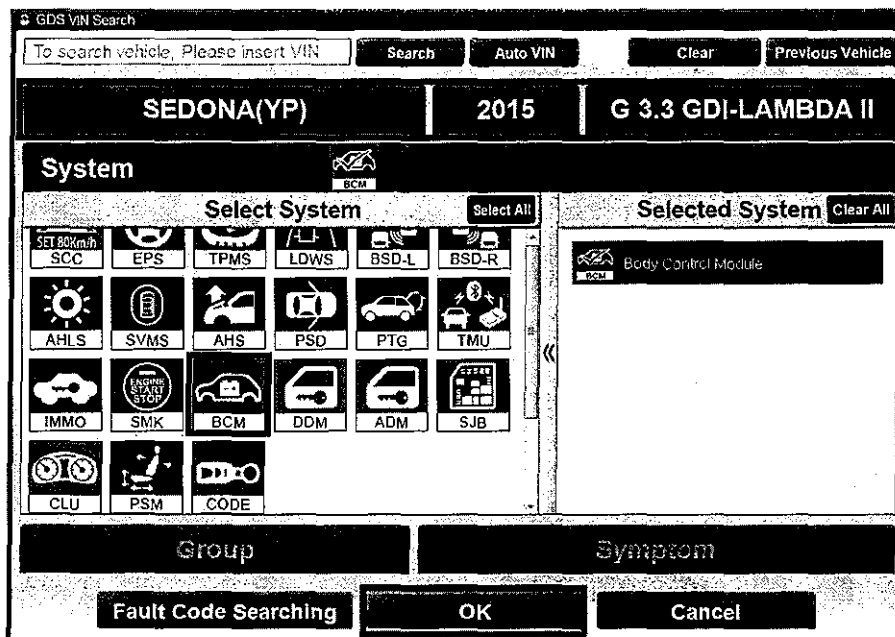 GDS VIN Search
To search vehicle, Please insert VIN Search Auto VIN Clear Previous Vehicle
SEDONA(YP) 2015 G 3.3 GDI-LAMBDA II
System BCM
Select System Select All Selected System Clear All
SET 80Km/h
SCC EPS TPMS LDWS BSD-L BSD-R
BCM Body Control Module
AHLS SVMS AHS PSD PTG TMU
«
ENGINE START STOP
IMMO SMK BCM DDM ADM SJB
CLU PSM CODE
Group Symptom
Fault Code Searching OK Cancel